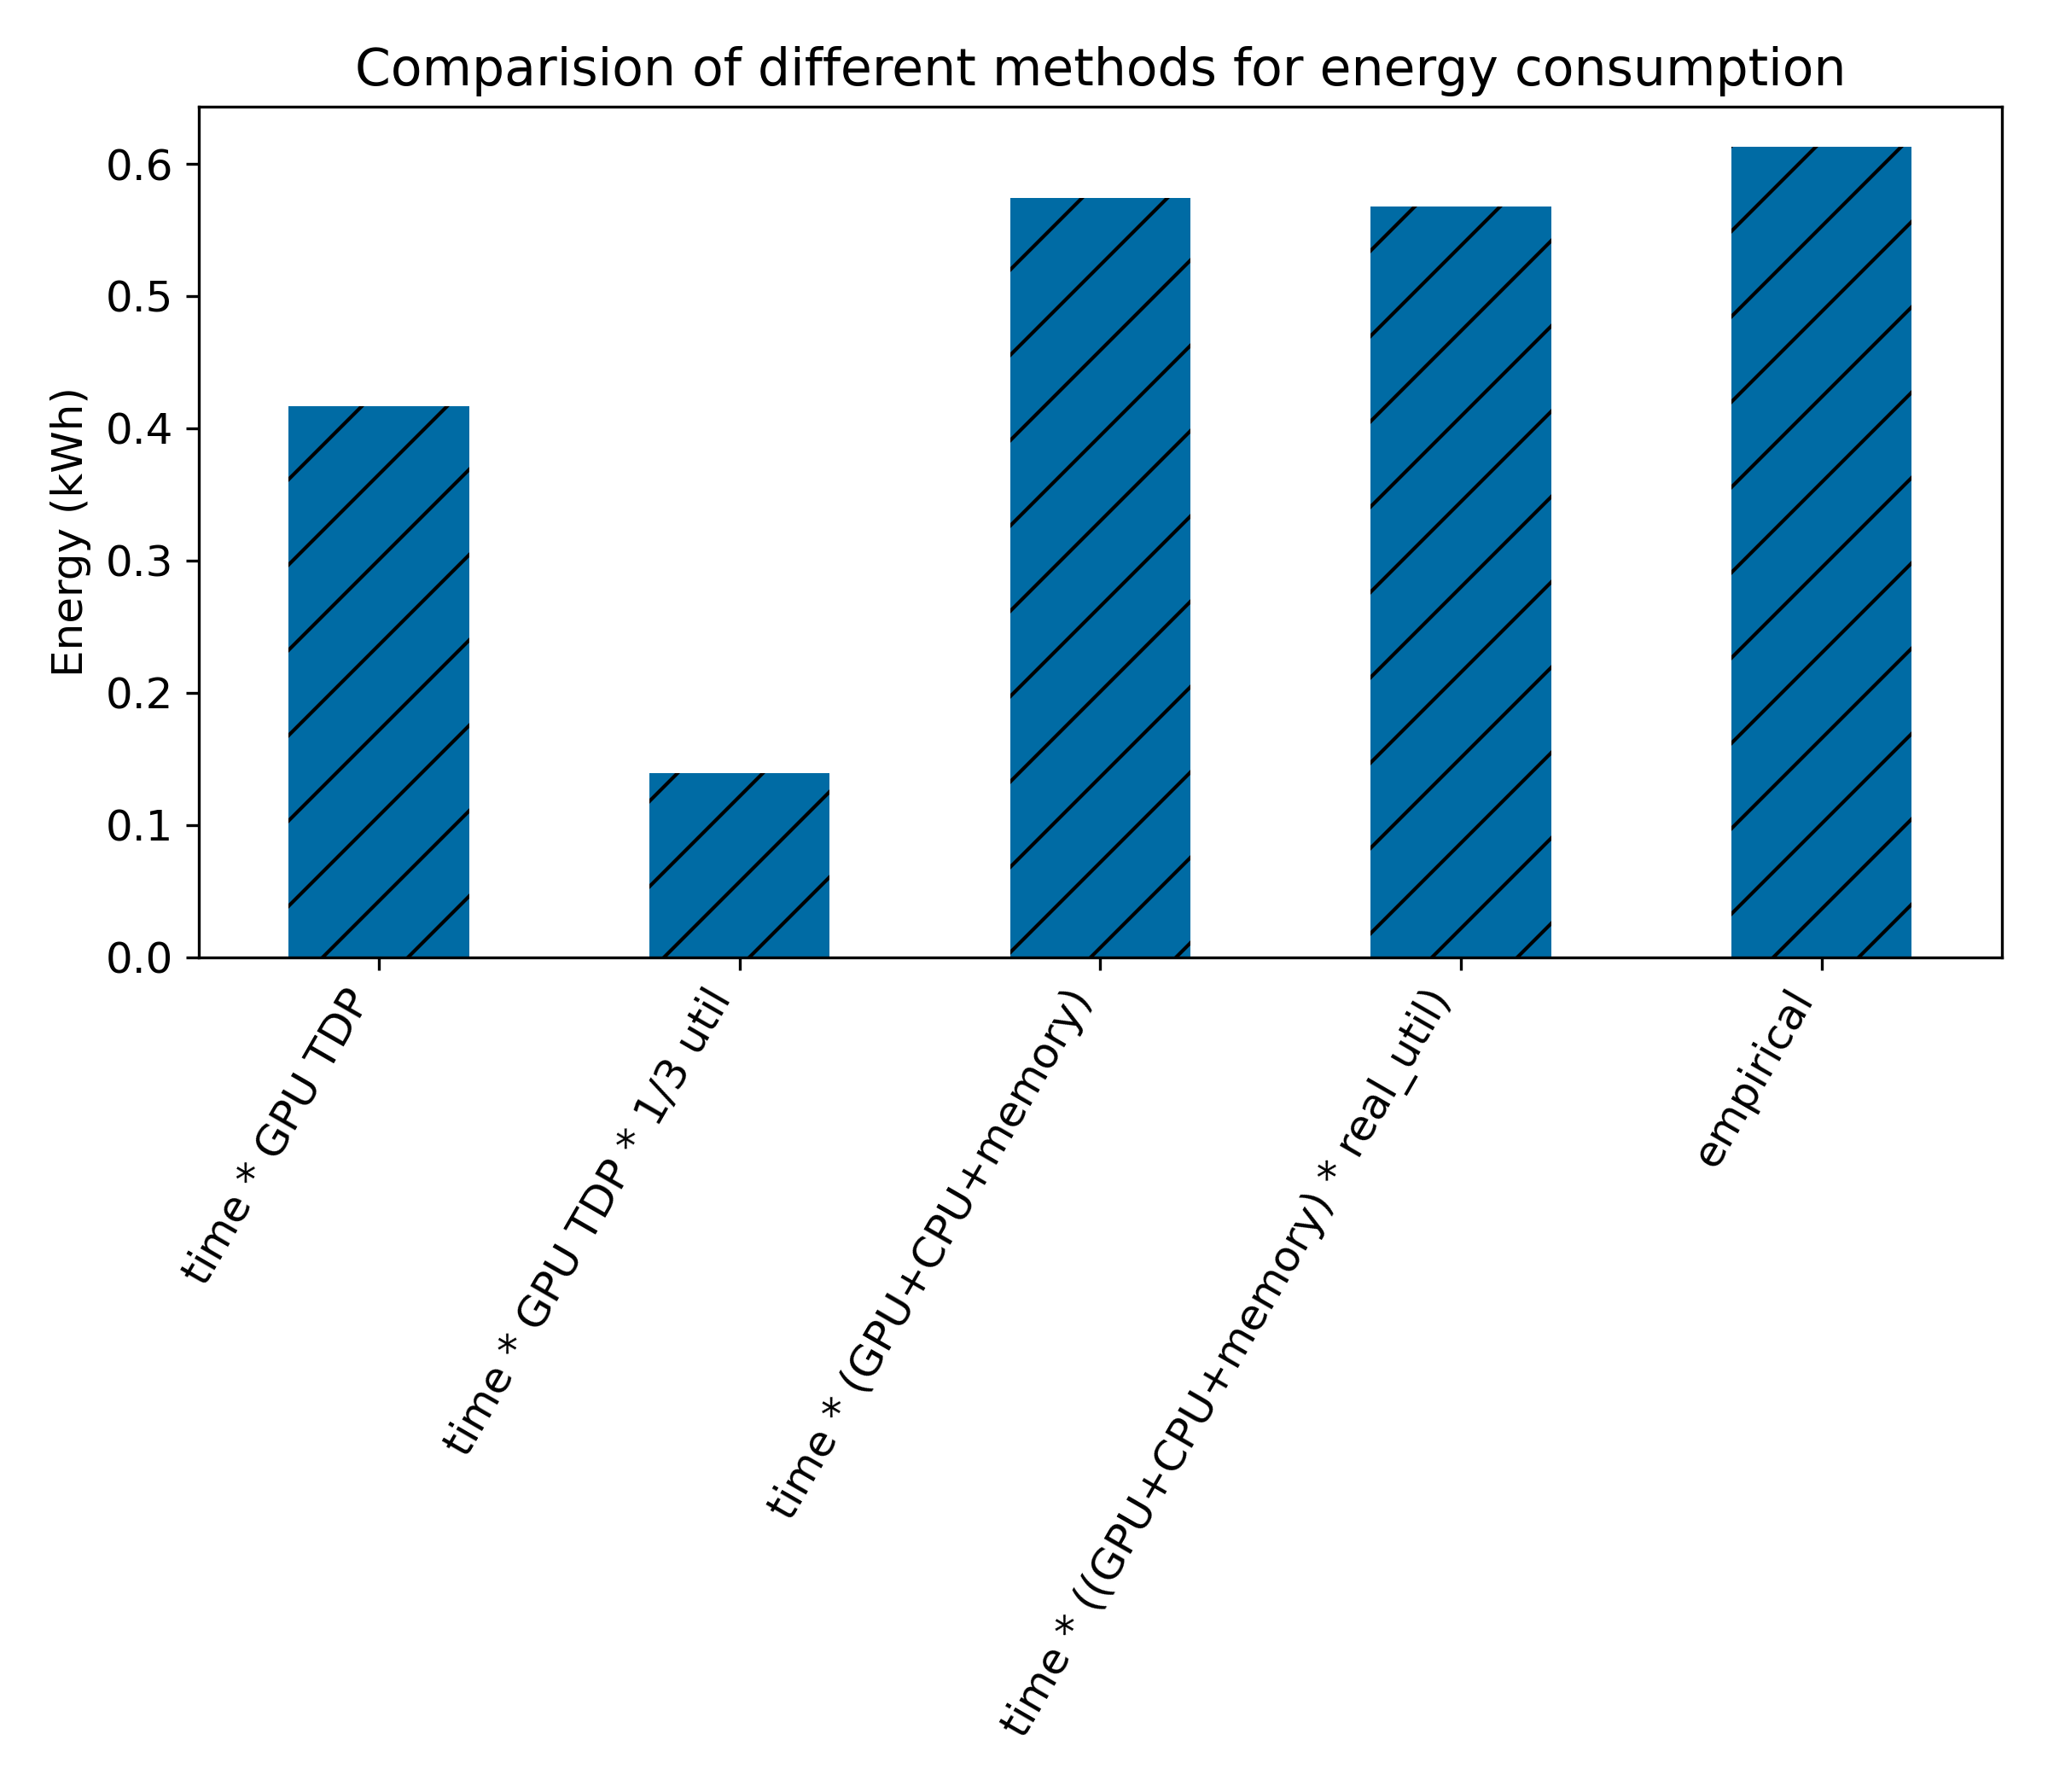 Comparision of different methods for energy consumption
Energy (kWh)
0.6
0.5
0.4
0.3
0.2
0.1
0.0
time * GPU TDP
time * GPU TDP * 1/3 util
time * (GPU+CPU+memory)
time * ((GPU+CPU+memory) * real_util)
empirical